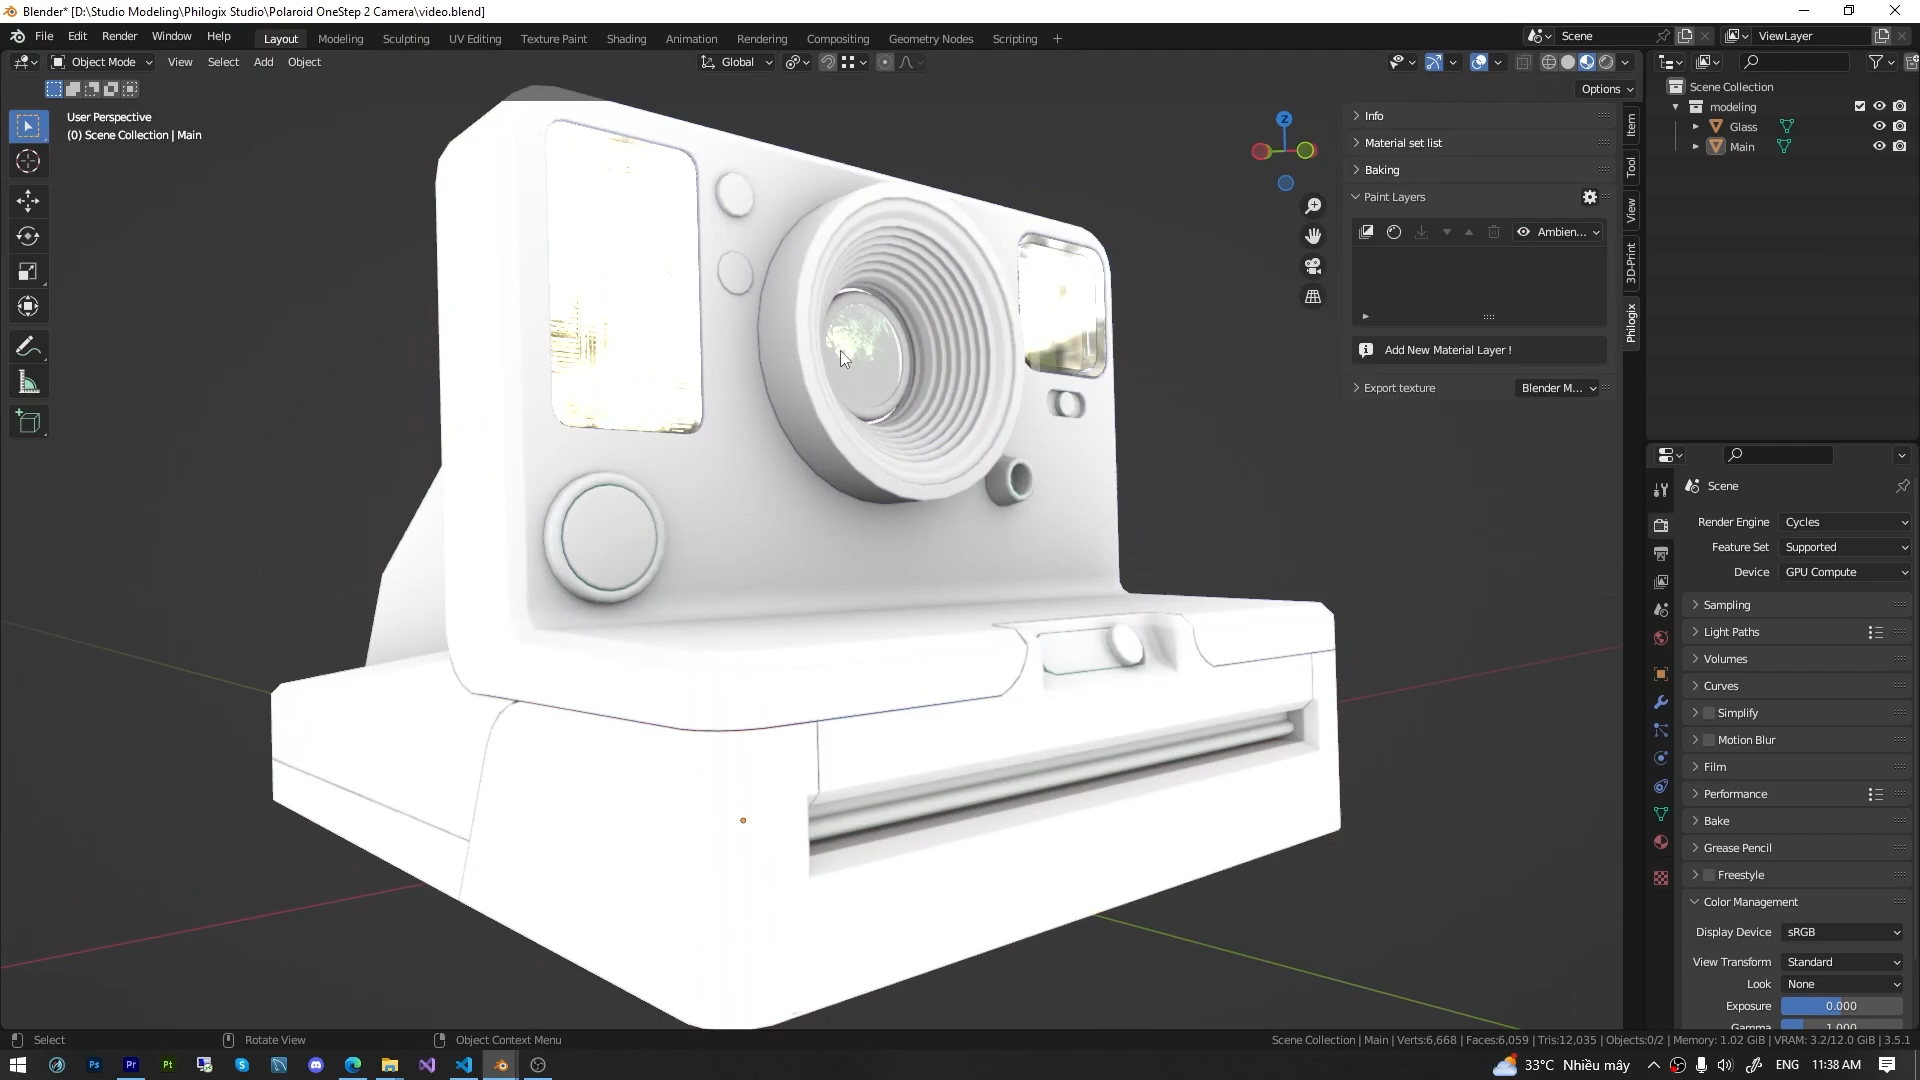 Blender* [D:\Studio Modeling\Philogix Studio\Polaroid OneStep 2 Camera\video.blend]
File Edit Render Window Help
Layout Modeling Sculpting UV Editing Texture Paint Shading Animation Rendering Compositing Geometry Nodes Scripting +
Scene
ViewLayer
Object Mode View Select Add Object
Global
Options
User Perspective
(0) Scene Collection | Main
Z
Info
Material set list
Baking
Paint Layers
Ambien...
Add New Material Layer !
Export texture
Blender M...
Item
Tool
View
3D-Print
Philogix
Scene Collection
modeling
Glass
Main
Scene
Render Engine Cycles
Feature Set Supported
Device GPU Compute
Sampling
Light Paths
Volumes
Curves
Simplify
Motion Blur
Film
Performance
Bake
Grease Pencil
Freestyle
Color Management
Display Device sRGB
View Transform Standard
Look None
Exposure 0.000
Gamma 1.000
Select
Rotate View
Object Context Menu
Scene Collection | Main | Verts:6,668 | Faces:6,059 | Tris:12,035 | Objects:0/2 | Memory: 1.02 GiB | VRAM: 3.2/12.0 GiB | 3.5.1
Ps
Pr
Pt
S
33°C Nhiều mây
ENG
11:38 AM